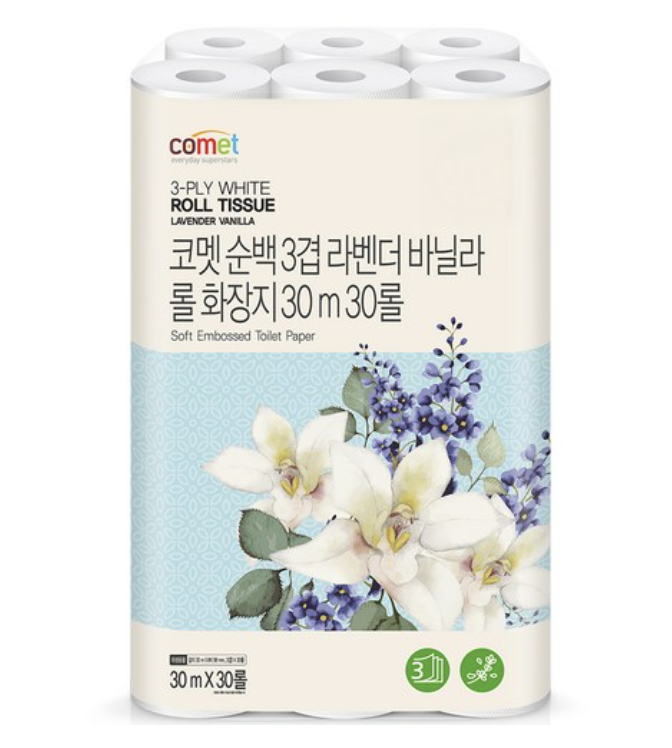 comet
everyday superstars
3-PLY WHITE
ROLL TISSUE
LAVENDER VANILLA
코멧 순백 3겹 라벤더 바닐라
롤 화장지 30 m 30롤
Soft Embossed Toilet Paper
30 m X 30롤
3